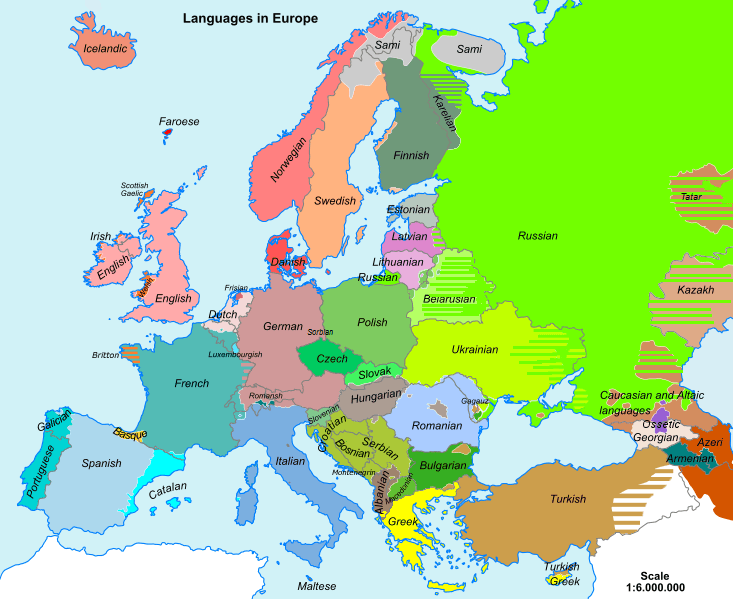 Languages in Europe
Icelandic
Sami
Sami
Faroese
Norwegian
Karelian
Finnish
Scottish
Gaelic
Swedish
Tatar
Estonian
Irish
Latvian
Russian
English
Danish
Lithuanian
Russian
Welsh
English
Frisian
Belarusian
Kazakh
Dutch
German
Sorbian
Polish
Ukrainian
Britton
Luxembourgish
Czech
Slovak
French
Romansh
Hungarian
Gagauz
Caucasian and Altaic
languages
Galician
Basque
Slovenian
Croatian
Romanian
Ossetic
Georgian
Azeri
Portuguese
Spanish
Italian
Bosnian
Serbian
Montenegrin
Bulgarian
Armenian
Catalan
Albanian
Macedonian
Turkish
Greek
Maltese
Turkish
Greek
Scale
1:6.000.000